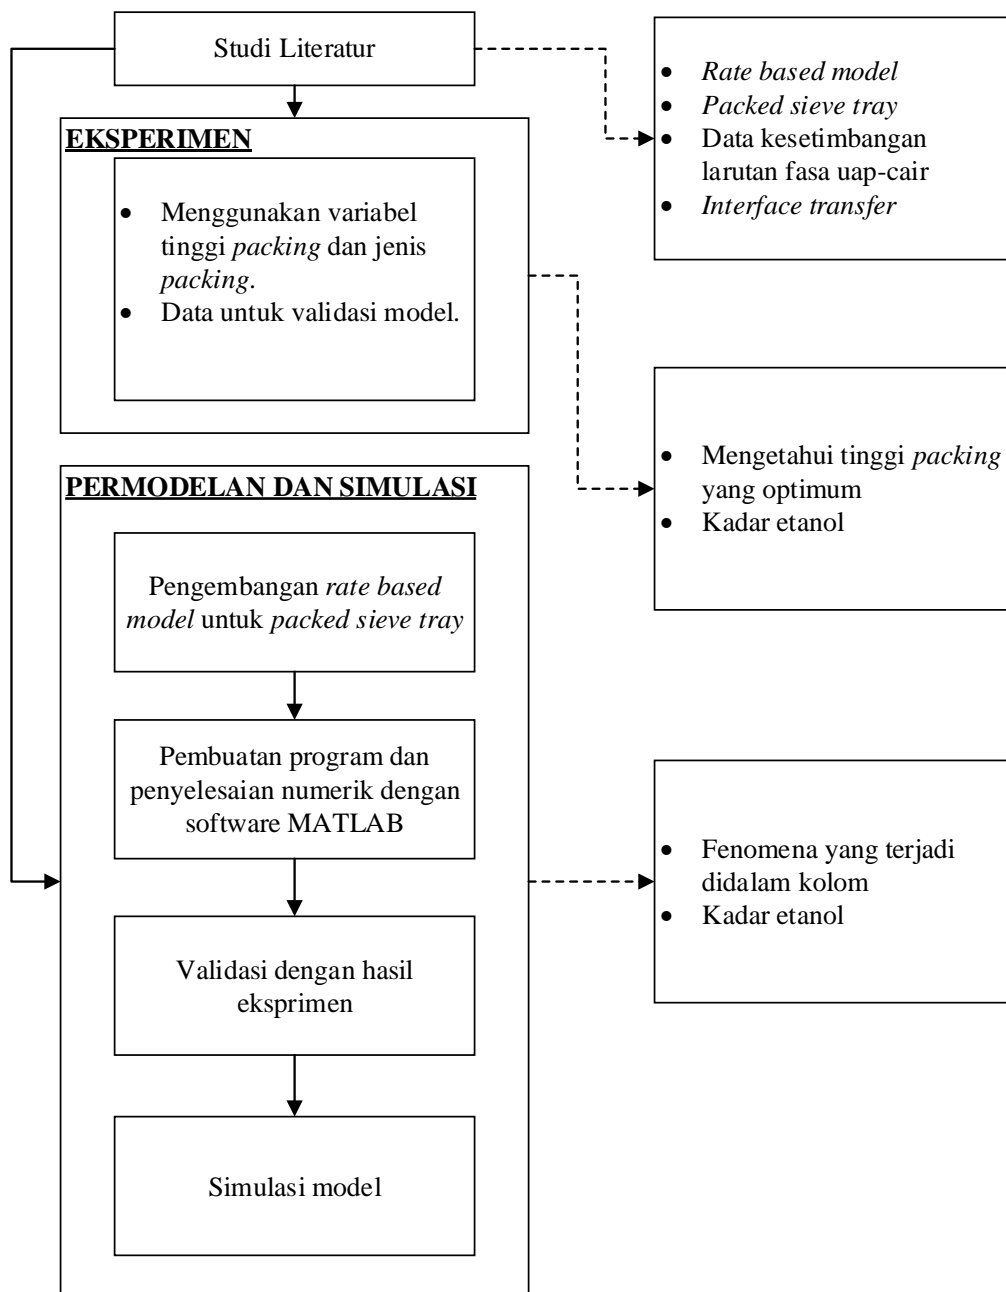 Studi Literatur
• Rate based model
• Packed sieve tray
• Data kesetimbangan
larutan fasa uap-cair
• Interface transfer
EKSPERIMEN
• Menggunakan variabel
tinggi packing dan jenis
packing.
• Data untuk validasi model.
• Mengetahui tinggi packing
yang optimum
• Kadar etanol
PERMODELAN DAN SIMULASI
Pengembangan rate based
model untuk packed sieve tray
Pembuatan program dan
penyelesaian numerik dengan
software MATLAB
• Fenomena yang terjadi
didalam kolom
• Kadar etanol
Validasi dengan hasil
eksprimen
Simulasi model